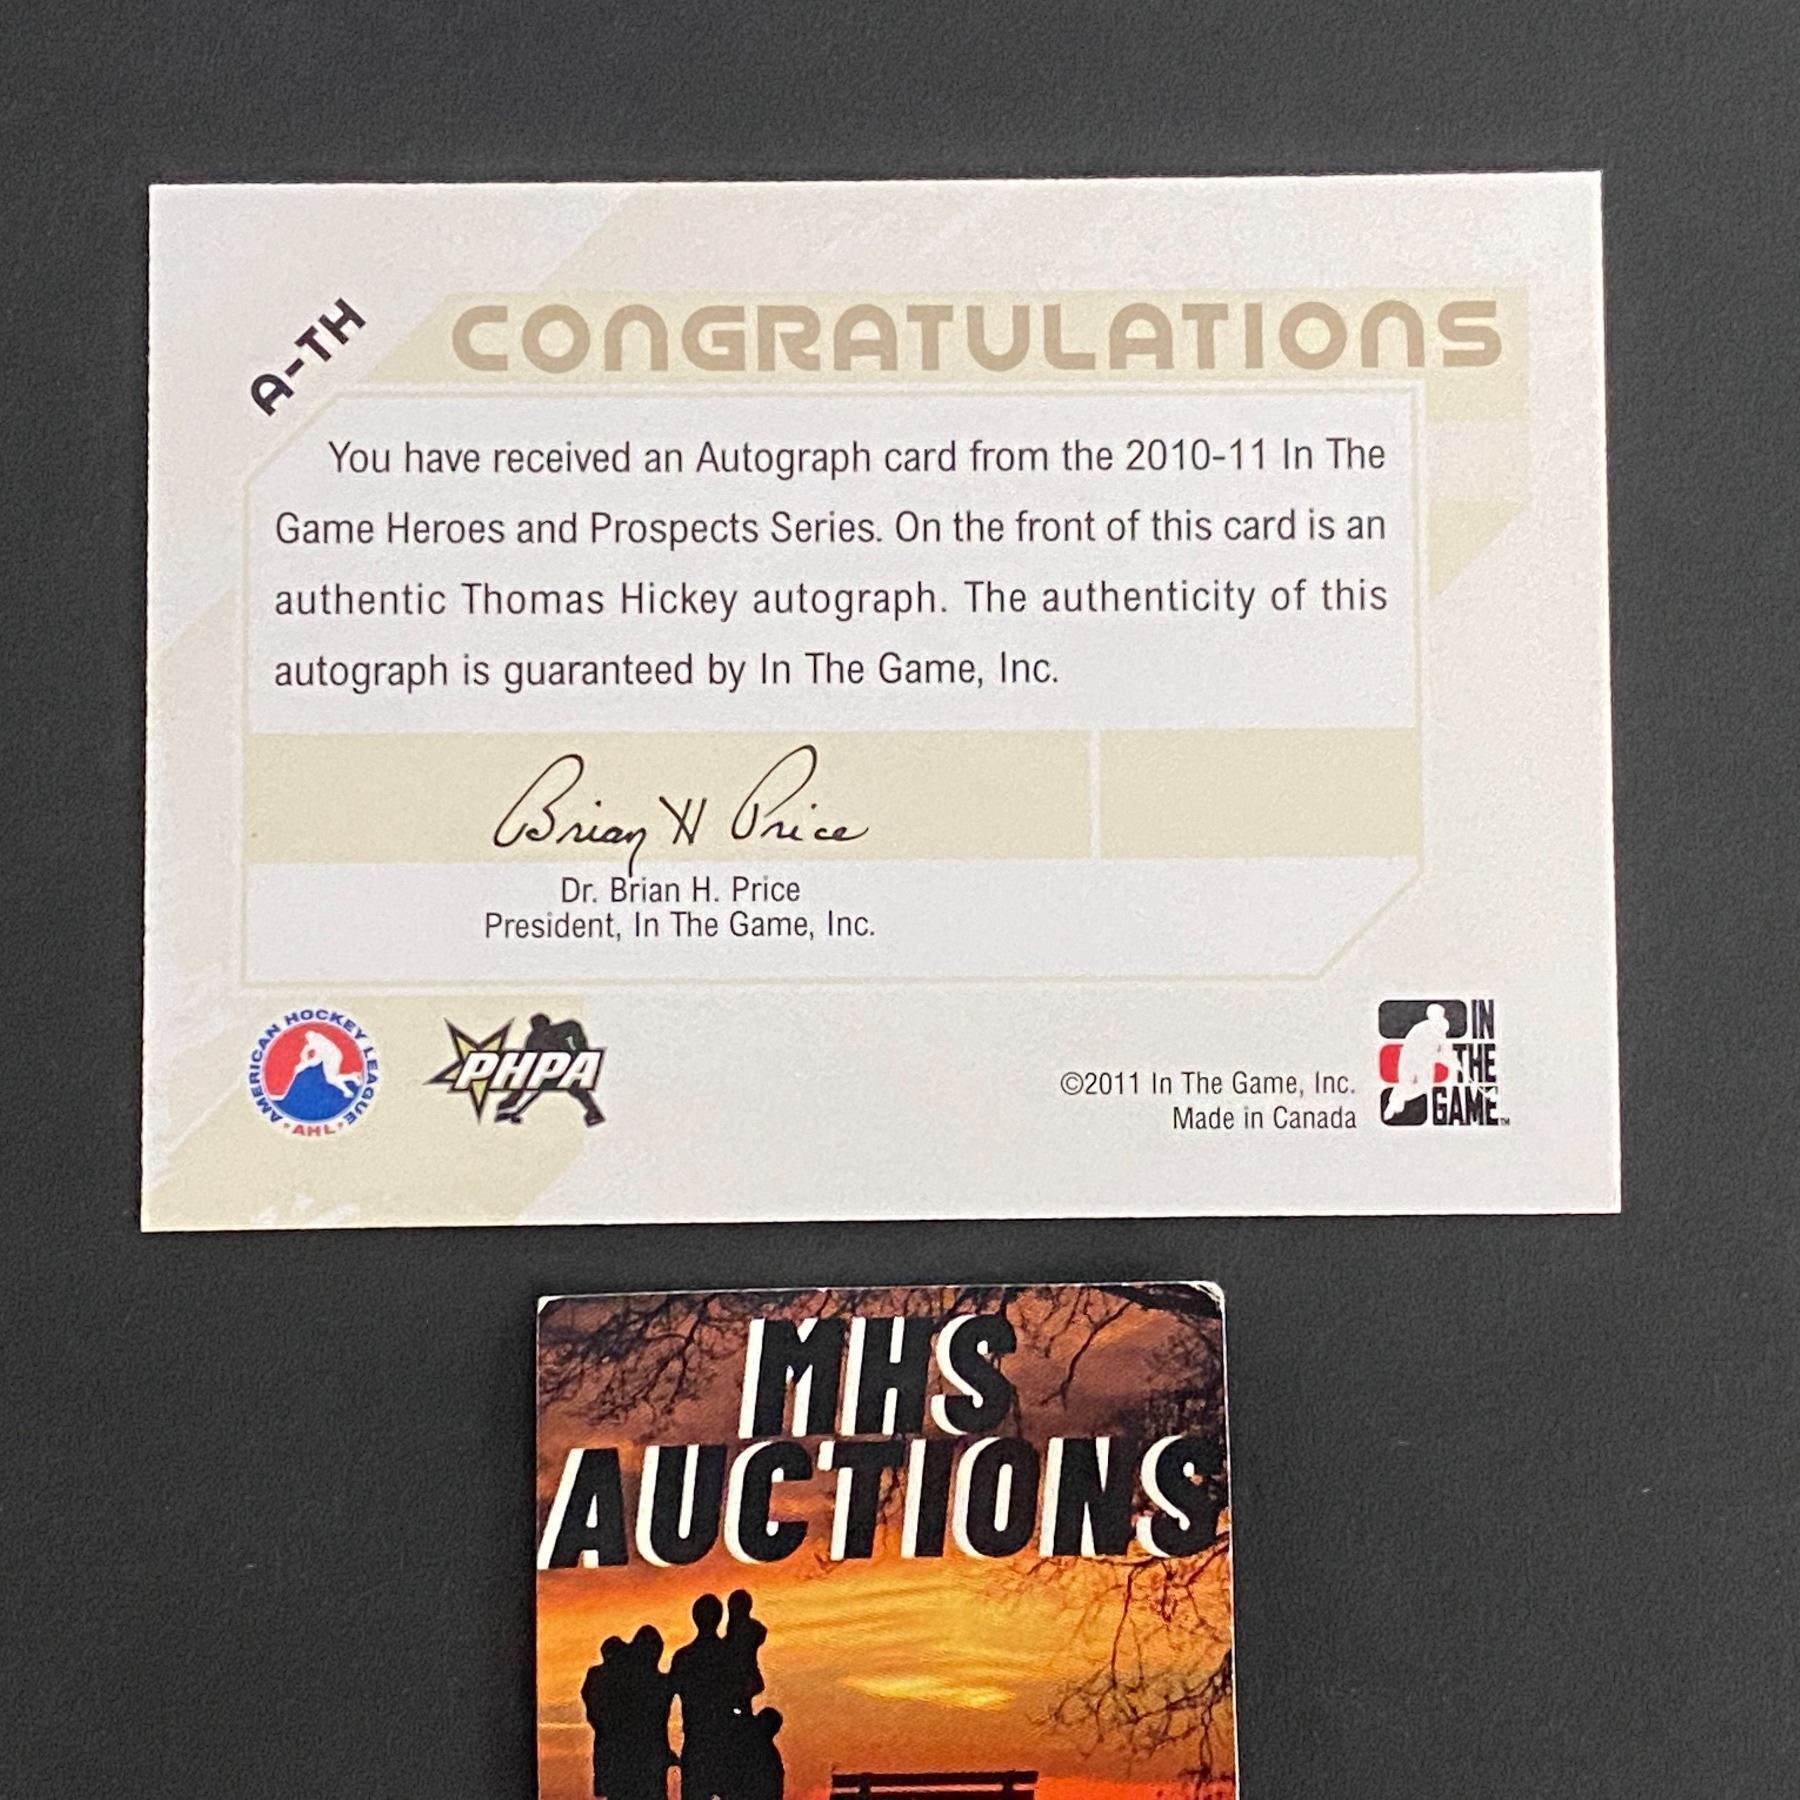 A-TH
CONGRATULATIONS
You have received an Autograph card from the 2010-11 In The
Game Heroes and Prospects Series. On the front of this card is an
authentic Thomas Hickey autograph. The authenticity of this
autograph is guaranteed by In The Game, Inc.
Brian H Price
Dr. Brian H. Price
President, In The Game, Inc.
AMERICAN HOCKEY LEAGUE
AHL
PHPA
©2011 In The Game, Inc.
Made in Canada
IN
THE
GAME TM
MHS
AUCTIONS